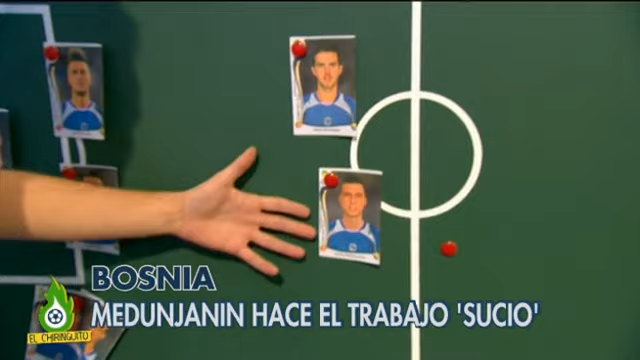 BOSNIA
MEDUNJANIN HACE EL TRABAJO 'SUCIO'
EL CHIRINGUITO